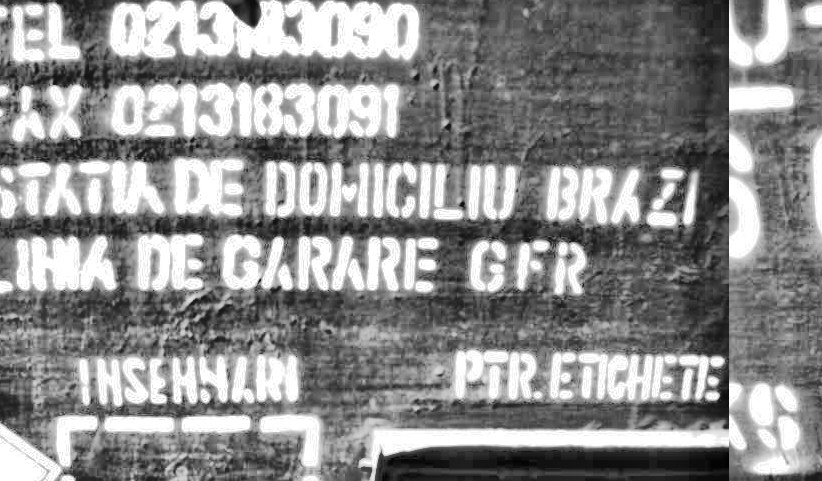 TEL 0213183090
FAX 0213183091
STATIA DE DOMICILIU BRAZI
LINIA DE GARARE GFR
INSEMNARI
PTR. ETICHETE